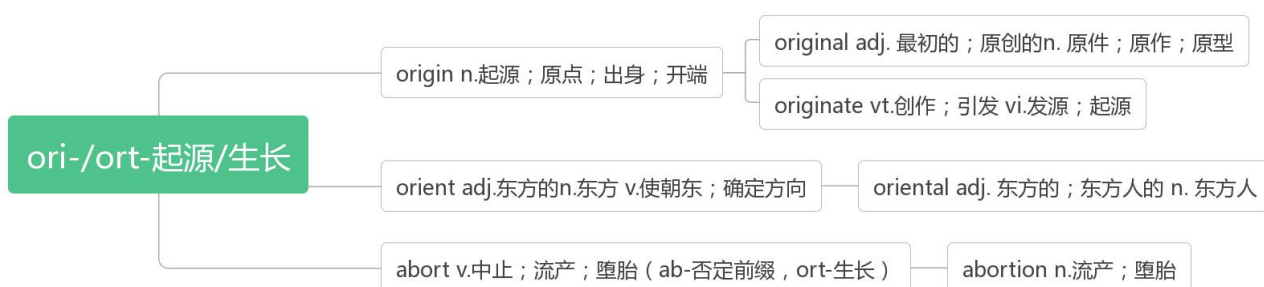 ori-/ort-起源/生长
origin n.起源；原点；出身；开端
original adj. 最初的；原创的n. 原件；原作；原型
originate vt.创作；引发 vi.发源；起源
orient adj.东方的n.东方 v.使朝东；确定方向
oriental adj. 东方的；东方人的 n. 东方人
abort v.中止；流产；堕胎（ab-否定前缀，ort-生长）
abortion n.流产；堕胎